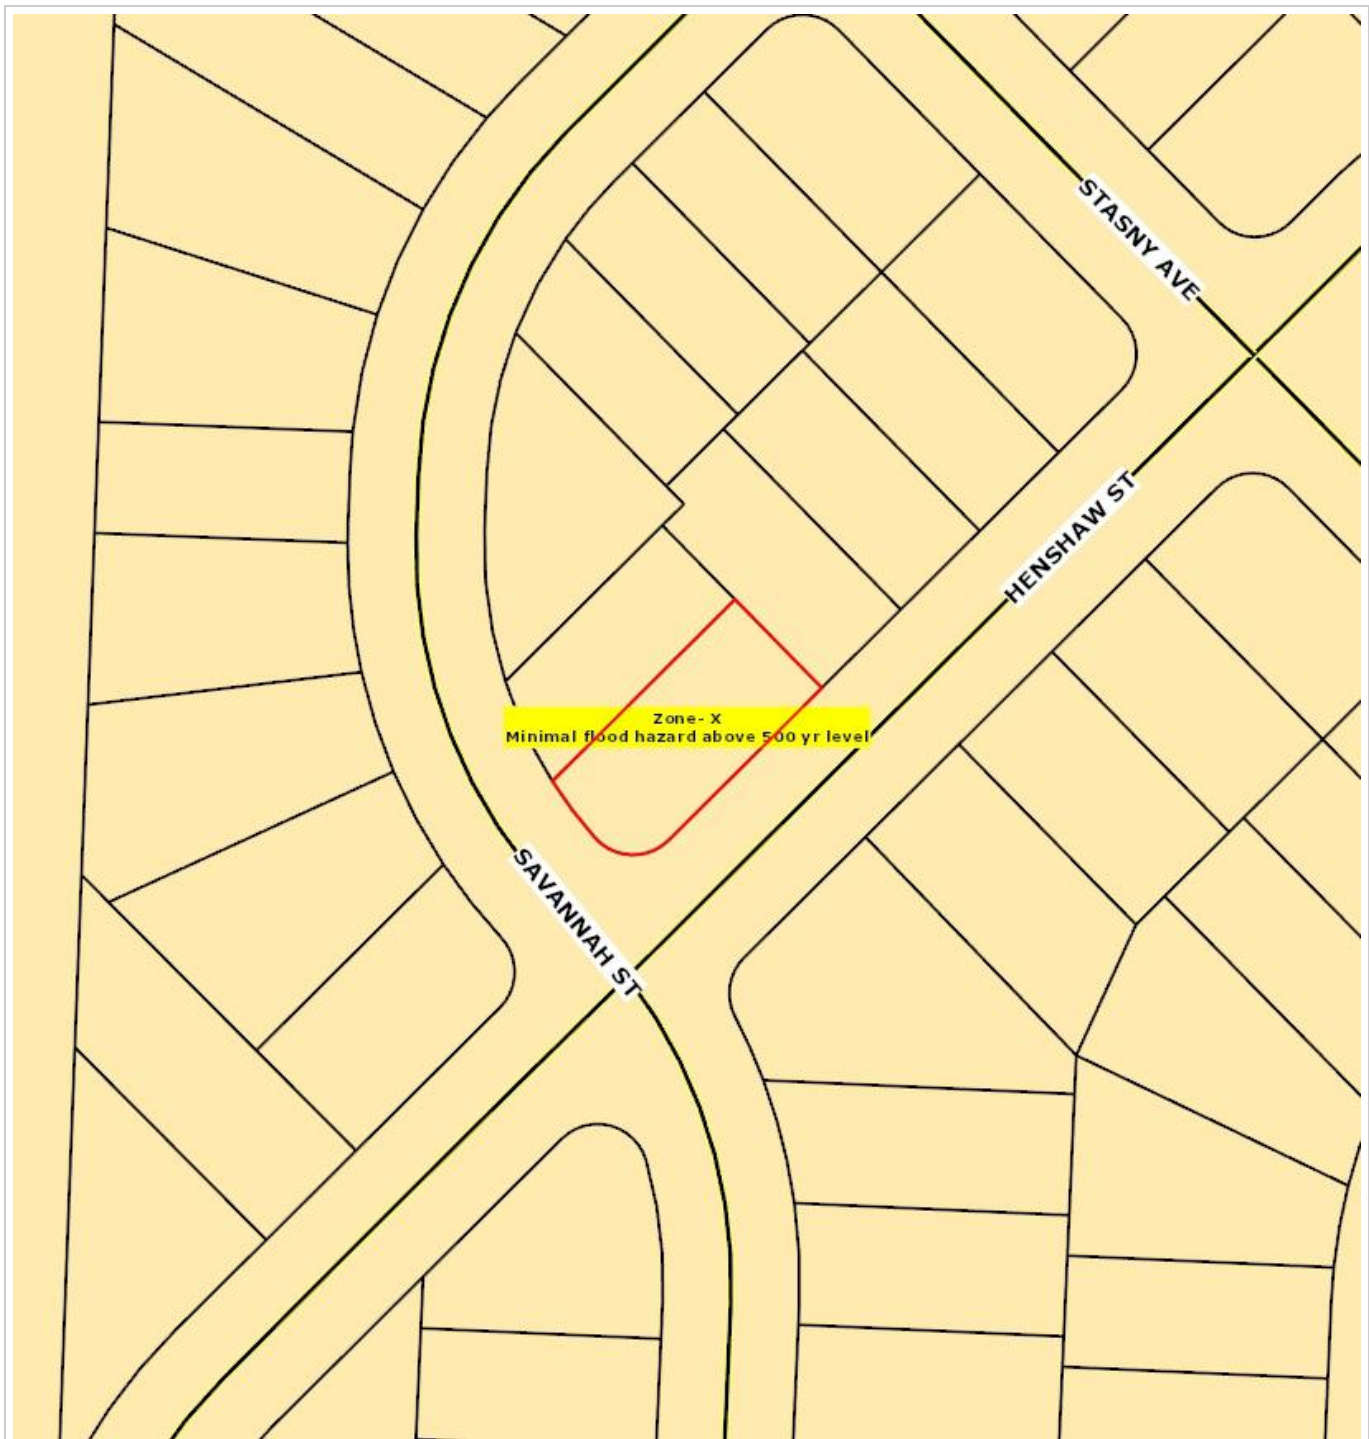 STASNY AVE
HENSHAW ST
Zone- X
Minimal flood hazard above 500 yr level
SAVANNAH ST